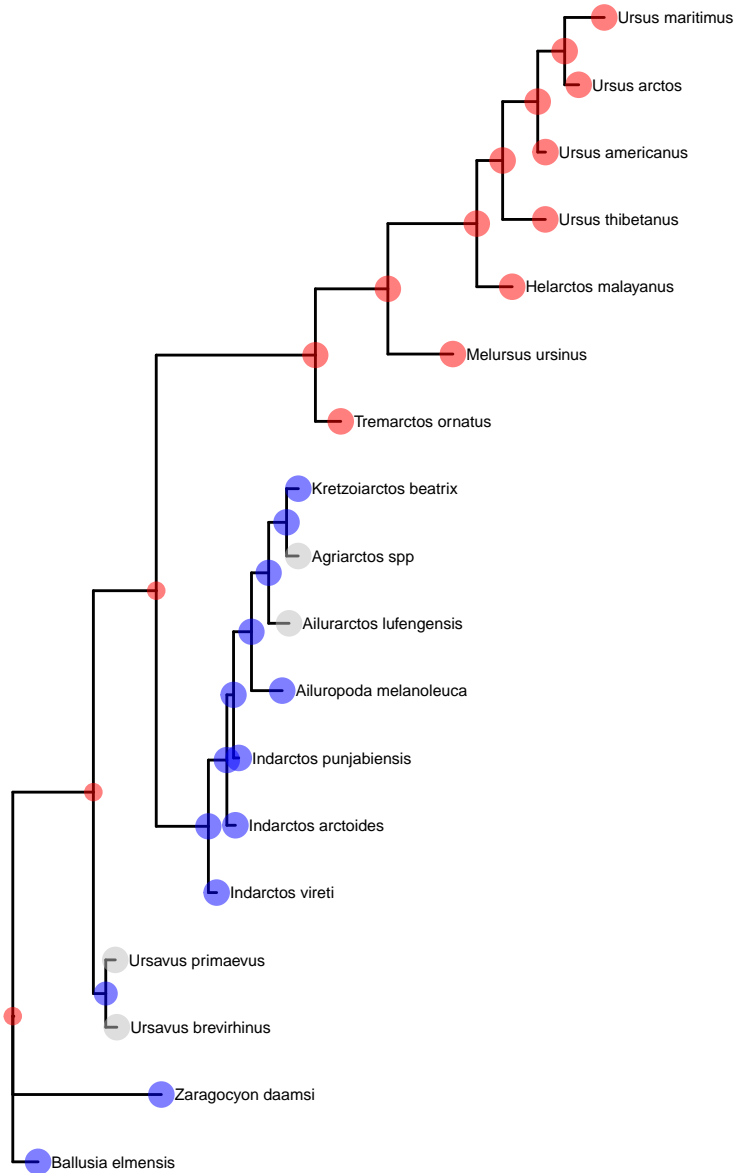 Ursus maritimus
Ursus arctos
Ursus americanus
Ursus thibetanus
Helarctos malayanus
Melursus ursinus
Tremarctos ornatus
Kretzoiarctos beatrix
Agriarctos spp
Ailurarctos lufengensis
Ailuropoda melanoleuca
Indarctos punjabiensis
Indarctos arctoides
Indarctos vireti
Ursavus primaevus
Ursavus brevirhinus
Zaragocyon daamsi
Ballusia elmensis